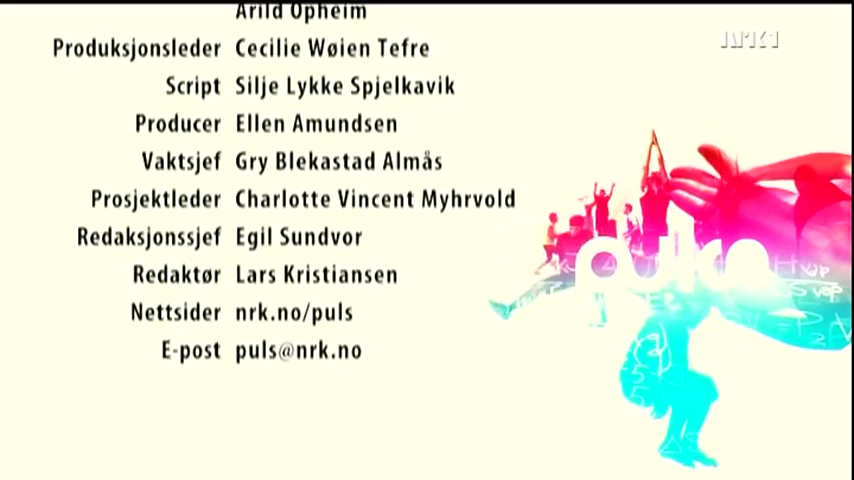 Arild Opheim
Produksjonsleder Cecilie Wøien Tefre
NRK1
Script Silje Lykke Spjelkavik
Producer Ellen Amundsen
Vaktsjef Gry Blekastad Almås
Prosjektleder Charlotte Vincent Myhrvold
Redaksjonssjef Egil Sundvor
puls
Redaktør Lars Kristiansen
Nettsider nrk.no/puls
E-post puls@nrk.no